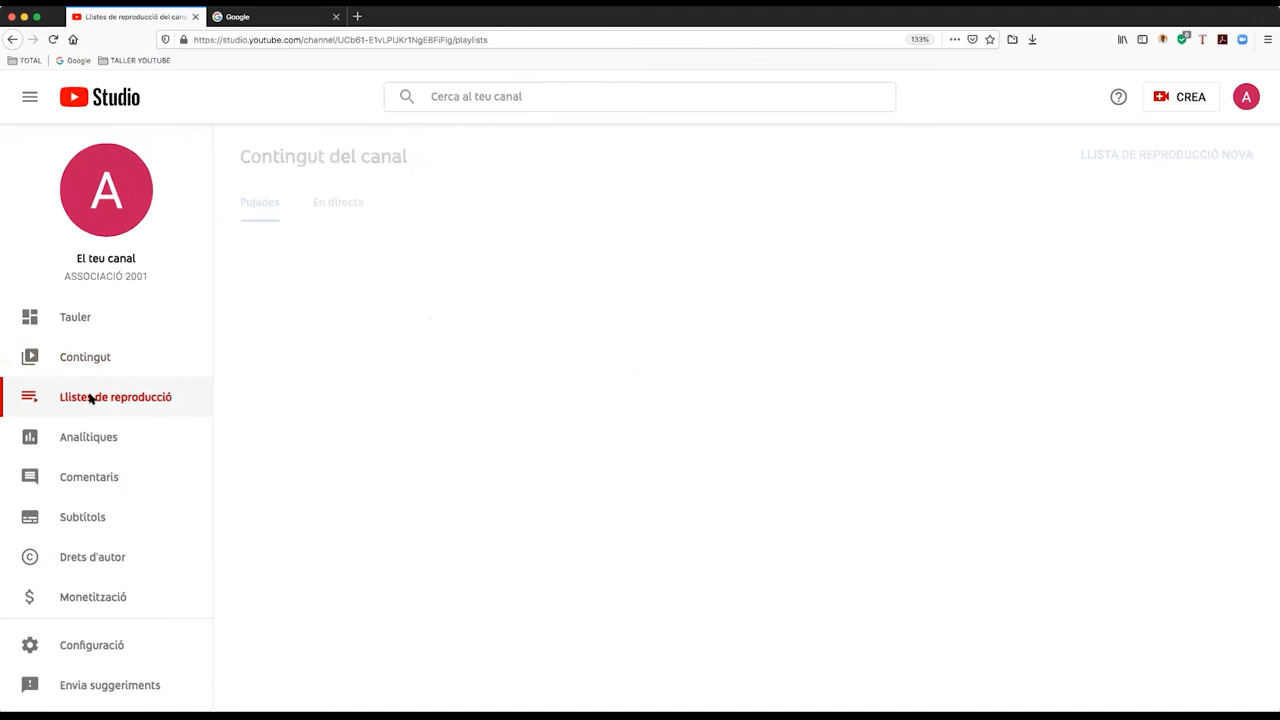 Llistes de reproducció del cana
Google
https://studio.youtube.com/channel/UCb61-E1vLPUKr1NgE8FiFlg/playlists
133%
TOTAL
Google
TALLER YOUTUBE
Studio
Cerca al teu canal
CREA
A
A
El teu canal
ASSOCIACIÓ 2001
Contingut del canal
LLISTA DE REPRODUCCIÓ NOVA
Pujades
En directe
Tauler
Contingut
Llistes de reproducció
Analítiques
Comentaris
Subtítols
Drets d'autor
Monetització
Configuració
Envia suggeriments